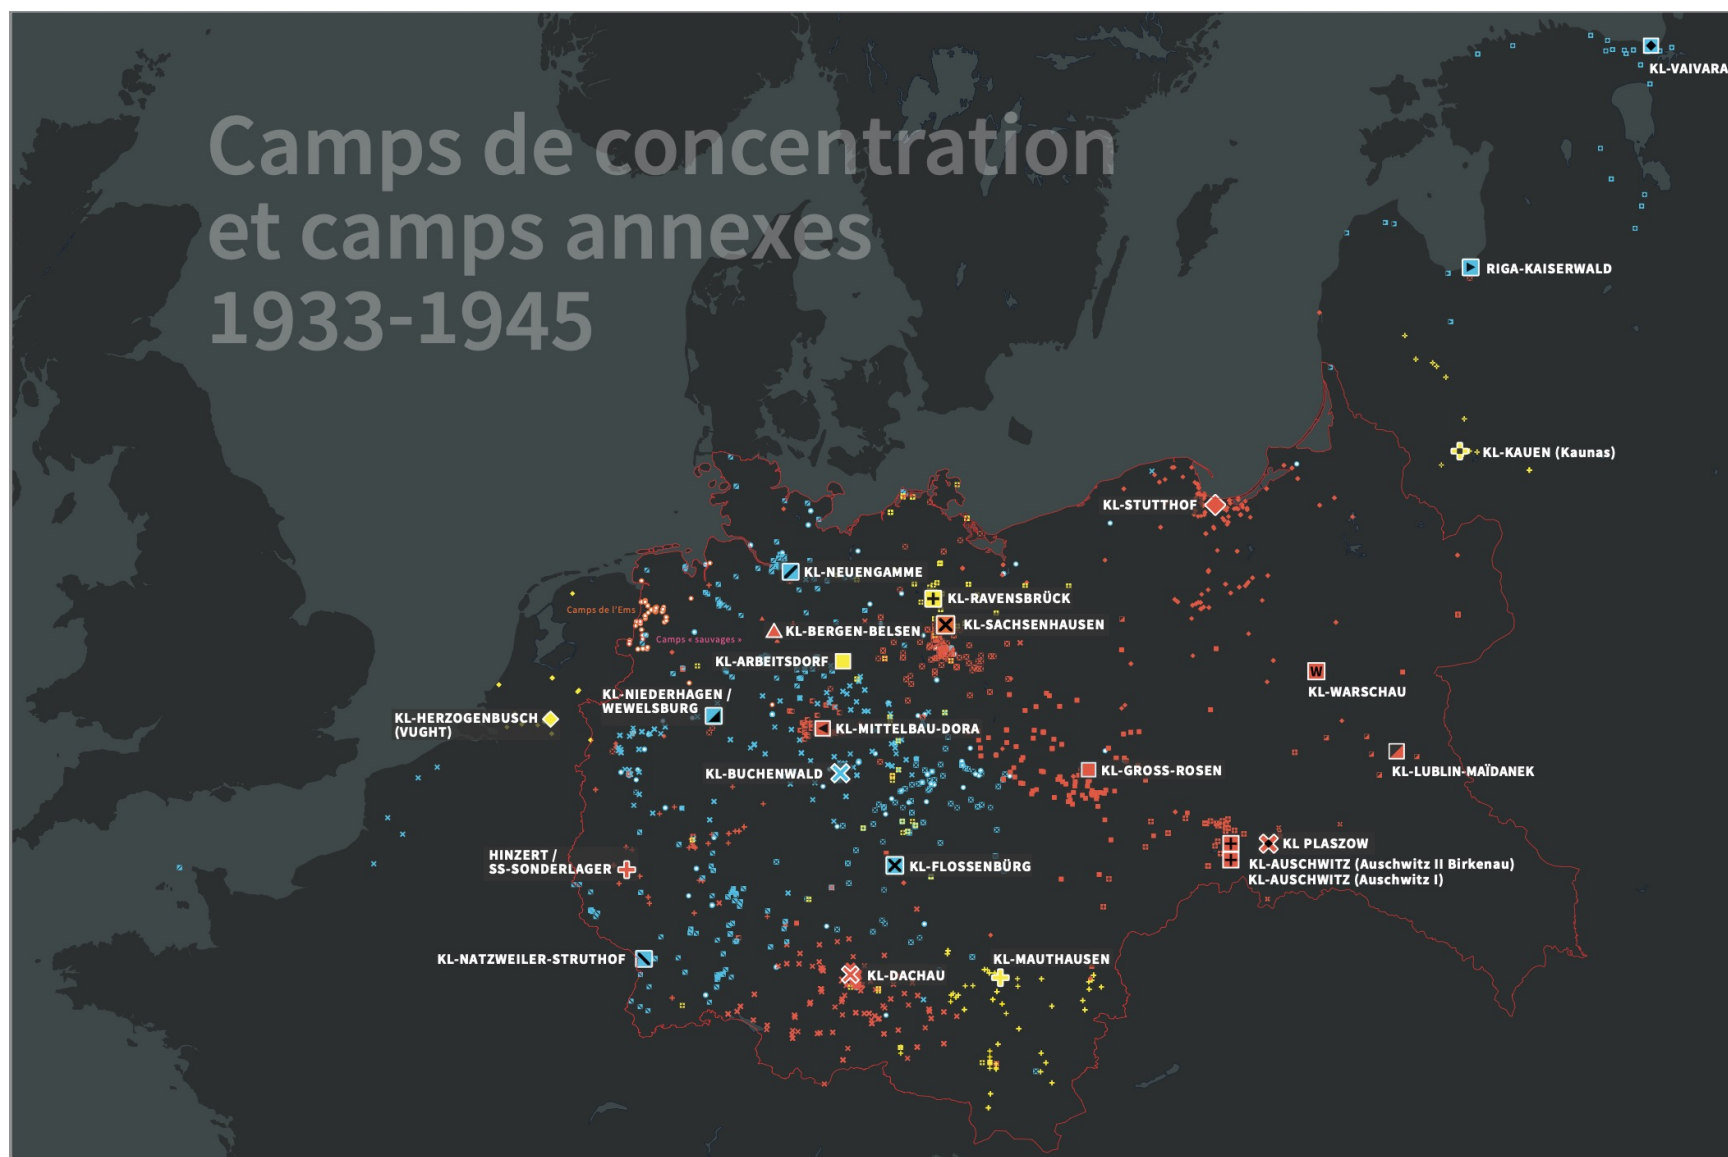 Camps de concentration
et camps annexes
1933-1945
KL-VAIVARA
RIGA-KAISERWALD
KL-KAUEN (Kaunas)
KL-STUTTHOF
KL-NEUENGAMME
KL-RAVENSBRÜCK
Camps de l'Ems
KL-SACHSENHAUSEN
KL-BERGEN-BELSEN
Camps « sauvages »
KL-ARBEITSDORF
W
KL-WARSCHAU
KL-NIEDERHAGEN /
WEWELSBURG
KL-HERZOGENBUSCH
(VUGHT)
KL-MITTELBAU-DORA
KL-BUCHENWALD
KL-GROSS-ROSEN
KL-LUBLIN-MAÏDANEK
KL PLASZOW
HINZERT /
SS-SONDERLAGER
KL-FLOSSENBÜRG
KL-AUSCHWITZ (Auschwitz II Birkenau)
KL-AUSCHWITZ (Auschwitz I)
KL-NATZWEILER-STRUTHOF
KL-MAUTHAUSEN
KL-DACHAU